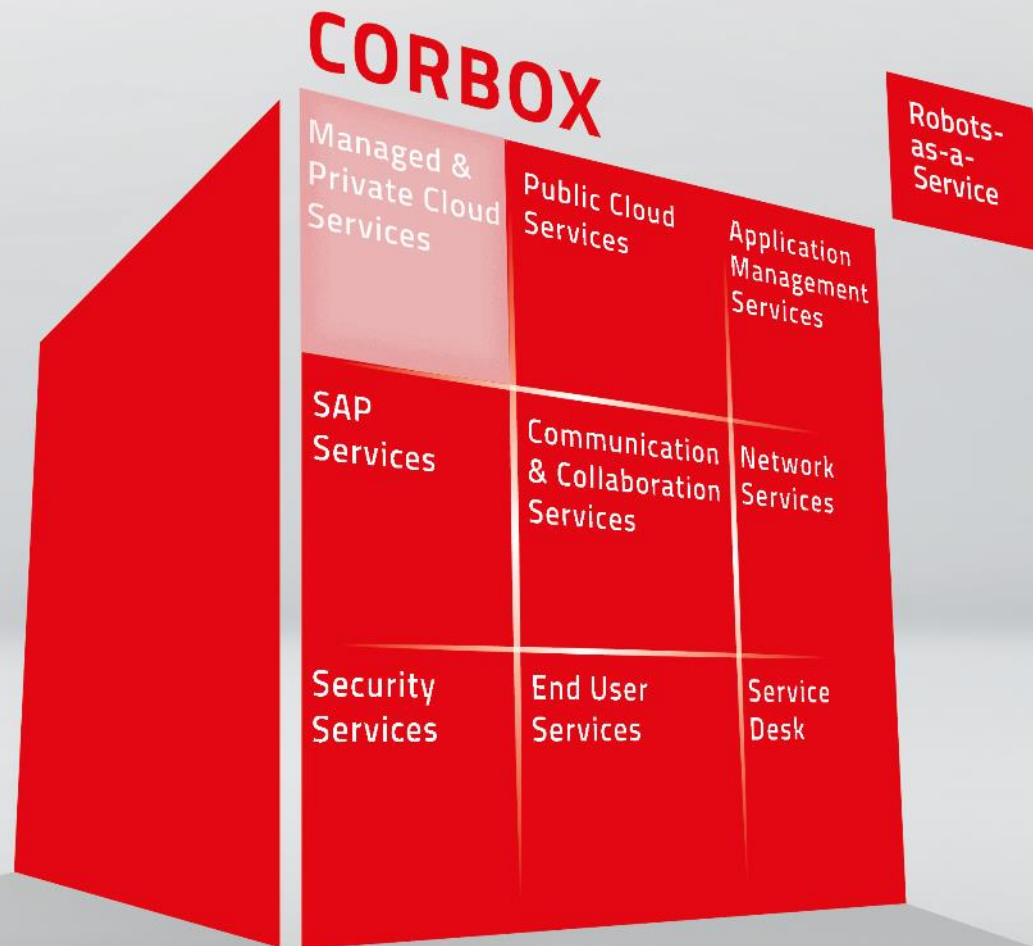 CORBOX
Managed &
Private Cloud
Services
Public Cloud
Services
Application
Management
Services
Robots-
as-a-
Service
SAP
Services
Communication
& Collaboration
Services
Network
Services
Security
Services
End User
Services
Service
Desk